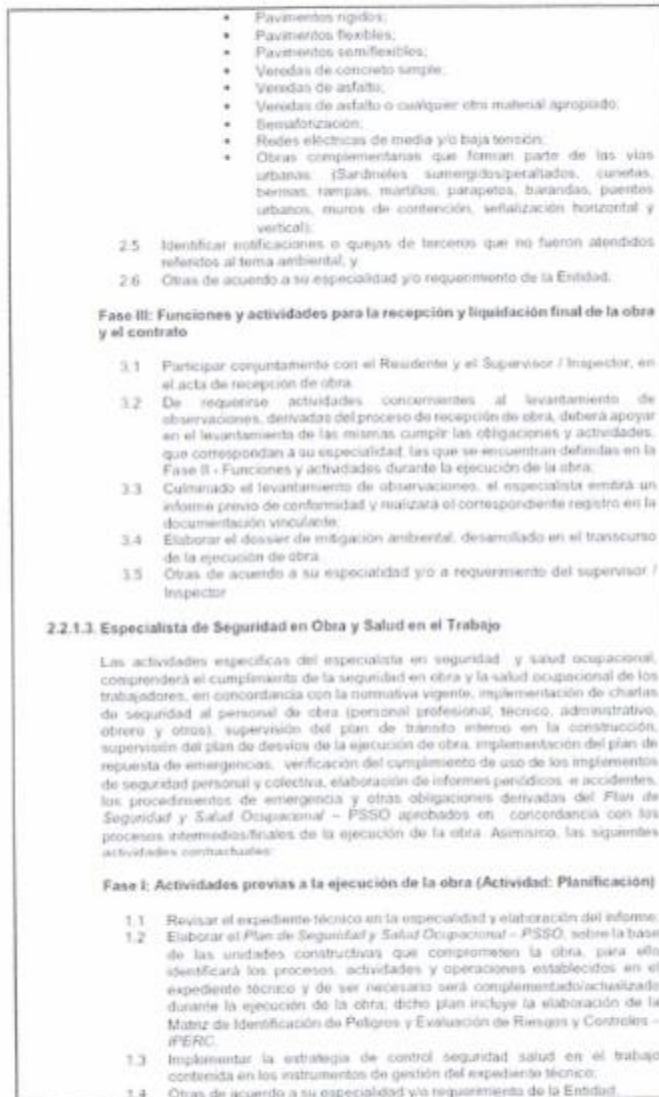 • Pavimentos rígidos;
• Pavimentos flexibles;
• Pavimentos semiflexibles;
• Veredas de concreto simple;
• Veredas de asfalto;
• Veredas de asfalto o cualquier otro material apropiado;
• Semaforización;
• Redes eléctricas de media y/o baja tensión;
• Obras complementarias que forman parte de las vías
urbanas (Sardineles sumergidos/peraltados, cunetas,
bermas, rampas, martillos, parapetos, barandas, puentes
urbanos, muros de contención, señalización horizontal y
vertical);
2.5 Identificar notificaciones o quejas de terceros que no fueron atendidos
referidos al tema ambiental, y
2.6 Otras de acuerdo a su especialidad y/o requerimiento de la Entidad.
Fase III: Funciones y actividades para la recepción y liquidación final de la obra
y el contrato
3.1 Participar conjuntamente con el Residente y el Supervisor / Inspector, en
el acta de recepción de obra.
3.2 De requerirse actividades concernientes al levantamiento de
observaciones, derivadas del proceso de recepción de obra, deberá apoyar
en el levantamiento de las mismas cumplir las obligaciones y actividades,
que correspondan a su especialidad, las que se encuentran definidas en la
Fase II - Funciones y actividades durante la ejecución de la obra;
3.3 Culminado el levantamiento de observaciones, el especialista emitirá un
informe previo de conformidad y realizará el correspondiente registro en la
documentación vinculante;
3.4 Elaborar el dossier de mitigación ambiental, desarrollado en el transcurso
de la ejecución de obra.
3.5 Otras de acuerdo a su especialidad y/o a requerimiento del supervisor /
Inspector
2.2.1.3. Especialista de Seguridad en Obra y Salud en el Trabajo
Las actividades específicas del especialista en seguridad y salud ocupacional,
comprenderá el cumplimiento de la seguridad en obra y la salud ocupacional de los
trabajadores, en concordancia con la normativa vigente, implementación de charlas
de seguridad al personal de obra (personal profesional, técnico, administrativo,
obrero y otros), supervisión del plan de tránsito interno en la construcción,
supervisión del plan de desvíos de la ejecución de obra, implementación del plan de
repuesta de emergencias, verificación del cumplimiento de uso de los implementos
de seguridad personal y colectiva, elaboración de informes periódicos e accidentes,
los procedimientos de emergencia y otras obligaciones derivadas del Plan de
Seguridad y Salud Ocupacional – PSSO aprobados en concordancia con los
procesos intermedios/finales de la ejecución de la obra. Asimismo, las siguientes
actividades contractuales:
Fase I: Actividades previas a la ejecución de la obra (Actividad: Planificación)
1.1 Revisar el expediente técnico en la especialidad y elaboración del informe.
1.2 Elaborar el Plan de Seguridad y Salud Ocupacional – PSSO, sobre la base
de las unidades constructivas que comprometen la obra, para ello
identificará los procesos, actividades y operaciones establecidos en el
expediente técnico y de ser necesario será complementado/actualizado
durante la ejecución de la obra; dicho plan incluye la elaboración de la
Matriz de Identificación de Peligros y Evaluación de Riesgos y Controles –
IPERC.
1.3 Implementar la estrategia de control seguridad salud en el trabajo
contenida en los instrumentos de gestión del expediente técnico;
1.4 Otras de acuerdo a su especialidad y/o requerimiento de la Entidad.